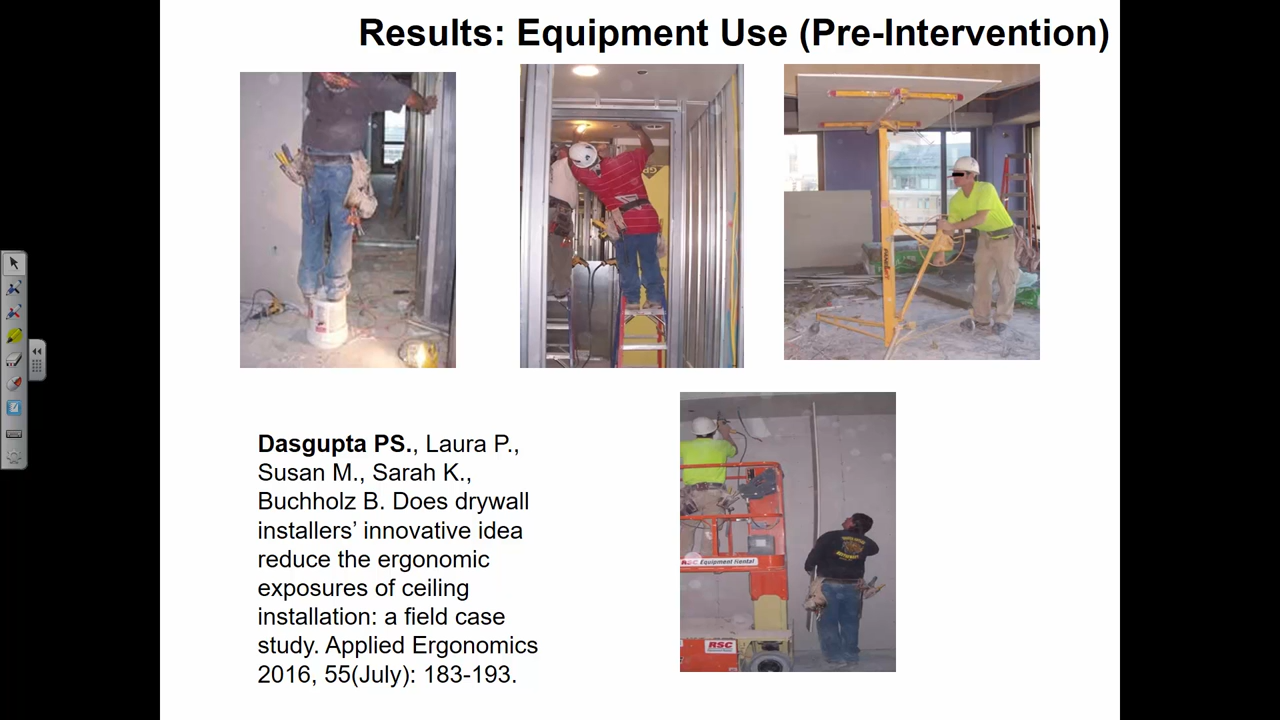 Results: Equipment Use (Pre-Intervention)
GP
Dasgupta PS., Laura P.,
Susan M., Sarah K.,
Buchholz B. Does drywall
installers’ innovative idea
reduce the ergonomic
exposures of ceiling
installation: a field case
study. Applied Ergonomics
2016, 55(July): 183-193.
RSC Equipment Rental
RSC